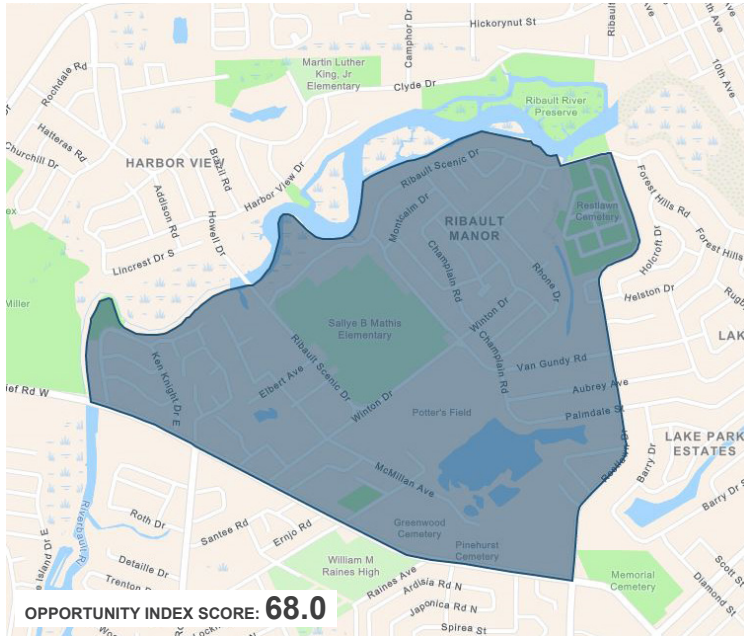 Hickorynut St
Ribault
10th Ave
Camphor Dr
Rochdale Rd
Martin Luther
King, Jr
Elementary
Clyde Dr
Ribault River
Preserve
Hatteras Rd
Churchill Dr
HARBOR VIEW
Brazil Rd
Harbor View Dr
Ribault Scenic Dr
Addison Rd
Howell Dr
Montcalm Dr
RIBAULT
MANOR
Restlawn
Cemetery
Forest Hills Rd
Forest Hills
Lincrest Dr S
Champlain Rd
Rhone Dr
Holcroft Dr
Helston Dr
Miller
Sallye B Mathis
Elementary
Winton Dr
Ken Knight Dr E
Ribault Scenic Dr
Elbert Ave
Champlain Rd
Van Gundy Rd
LAK
Aubrey Ave
ief Rd W
Winton Dr
Potter's Field
Palmdale St
LAKE PARK
ESTATES
Barry Dr
McMillan Ave
Barry Dr S
Roth Dr
Santee Rd
Ernjo Rd
Greenwood
Cemetery
Pinehurst
Cemetery
Detaille Dr
Trenton D
William M
Raines High
Raines Ave
Memorial
Cemetery
Scott St
Diamond St
Ardisia Rd N
Japonica Rd N
Spirea St
e Island Dr E
OPPORTUNITY INDEX SCORE: 68.0